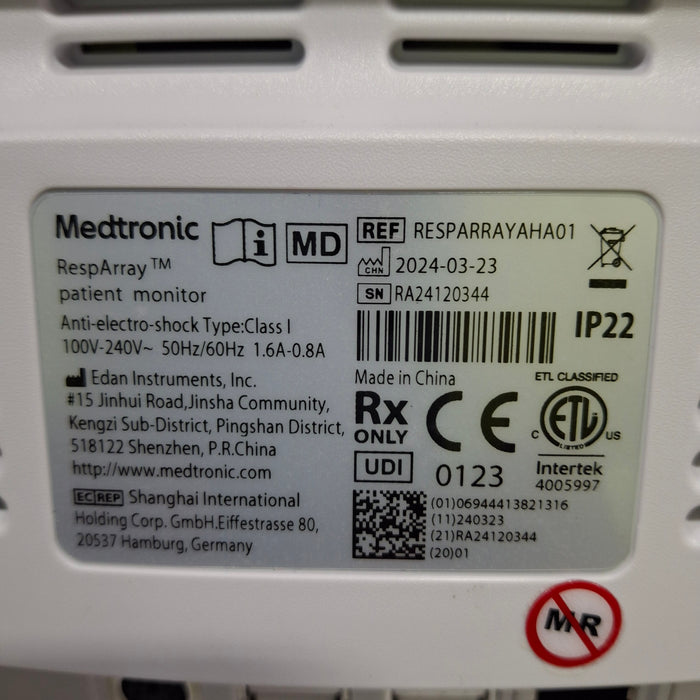 Medtronic
RespArray™
patient monitor
Anti-electro-shock Type:Class I
100V-240V~ 50Hz/60Hz 1.6A-0.8A
Edan Instruments, Inc.
#15 Jinhui Road,Jinsha Community,
Kengzi Sub-District, Pingshan District,
518122 Shenzhen, P.R.China
http://www.medtronic.com
EC REP Shanghai International
Holding Corp. GmbH.Eiffestrasse 80,
20537 Hamburg, Germany
i
MD
REF RESPARRAYAHA01
CHN 2024-03-23
SN RA24120344
IP22
Made in China
Rx
ONLY
CE
0123
UDI
(01)06944413821316
(11)240323
(21)RA24120344
(20)01
ETL CLASSIFIED
C ETL US
LISTED
Intertek
4005997
MR